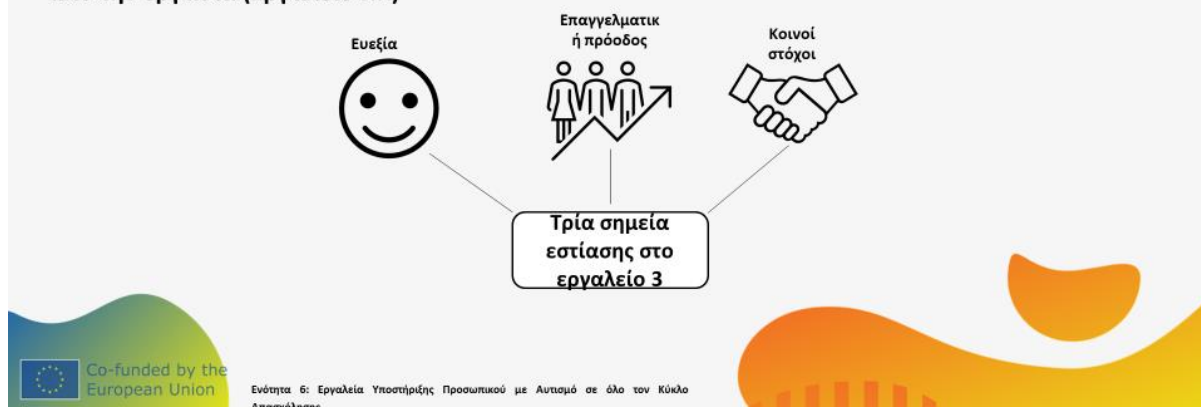 Ευεξία
Επαγγελματικ
ή πρόοδος
Κοινοί
στόχοι
Τρία σημεία
εστίασης στο
εργαλείο 3
Co-funded by the
European Union
Ενότητα 6: Εργαλεία Υποστήριξης Προσωπικού με Αυτισμό σε όλο τον Κύκλο
Απασχόλησης